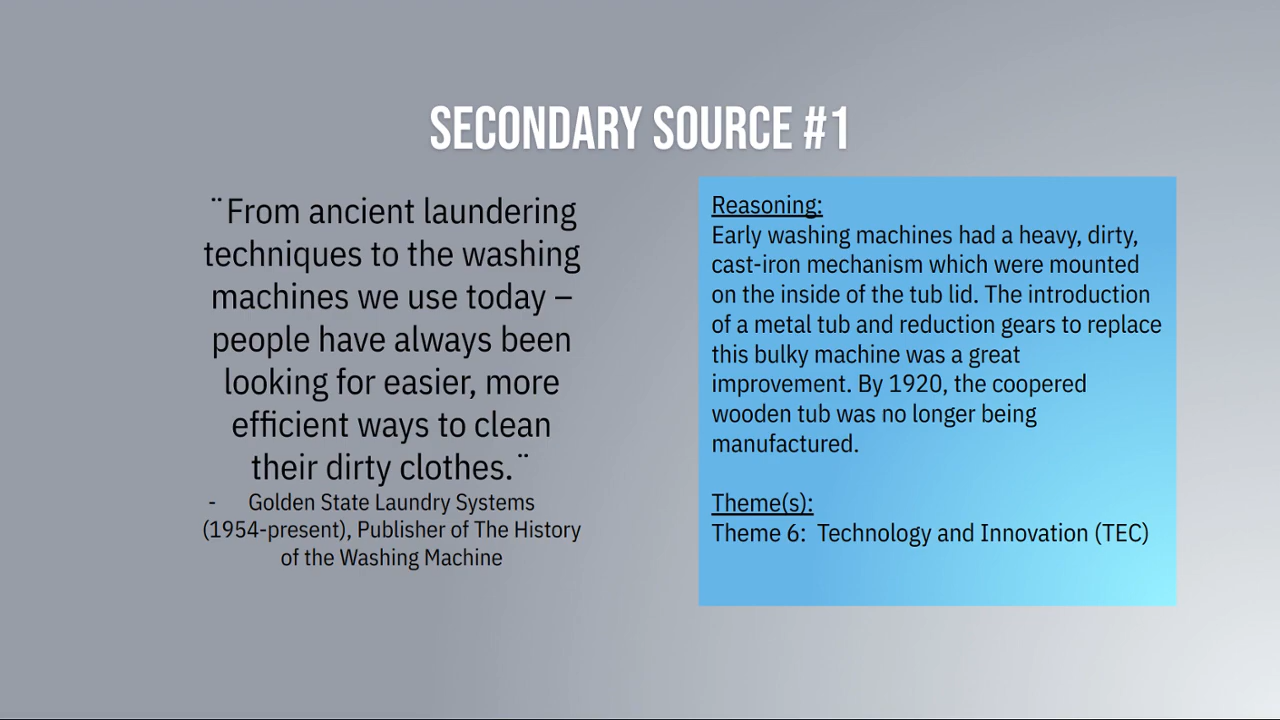 SECONDARY SOURCE #1
¨From ancient laundering
techniques to the washing
machines we use today –
people have always been
looking for easier, more
efficient ways to clean
their dirty clothes.¨
- Golden State Laundry Systems
(1954-present), Publisher of The History
of the Washing Machine
Reasoning:
Early washing machines had a heavy, dirty,
cast-iron mechanism which were mounted
on the inside of the tub lid. The introduction
of a metal tub and reduction gears to replace
this bulky machine was a great
improvement. By 1920, the coopered
wooden tub was no longer being
manufactured.
Theme(s):
Theme 6: Technology and Innovation (TEC)